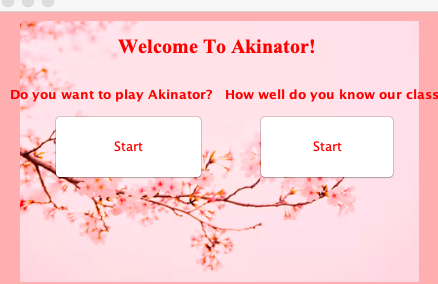 Welcome To Akinator!
Do you want to play Akinator? How well do you know our class
Start Start